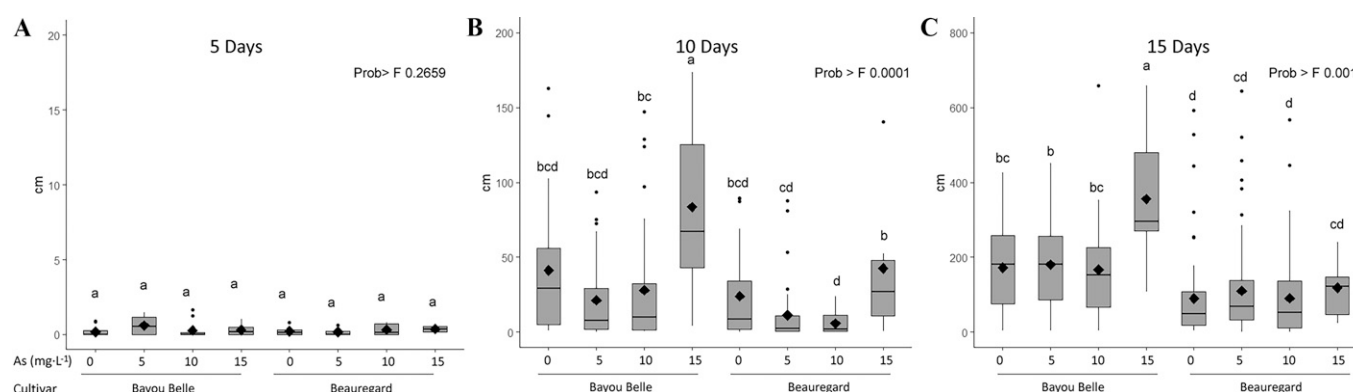 A
5 Days
Prob> F 0.2659
20
15
10
5
0
cm
a a a a a a a a
As (mg·L-1) 0 5 10 15 0 5 10 15
Cultivar Bayou Belle Beauregard
B
10 Days
Prob > F 0.0001
200
150
100
50
0
cm
bcd bcd bc a bcd cd d b
0 5 10 15 0 5 10 15
Bayou Belle Beauregard
C
15 Days
Prob > F 0.001
800
600
400
200
0
cm
bc b bc a d cd d cd
0 5 10 15 0 5 10 15
Bayou Belle Beauregard